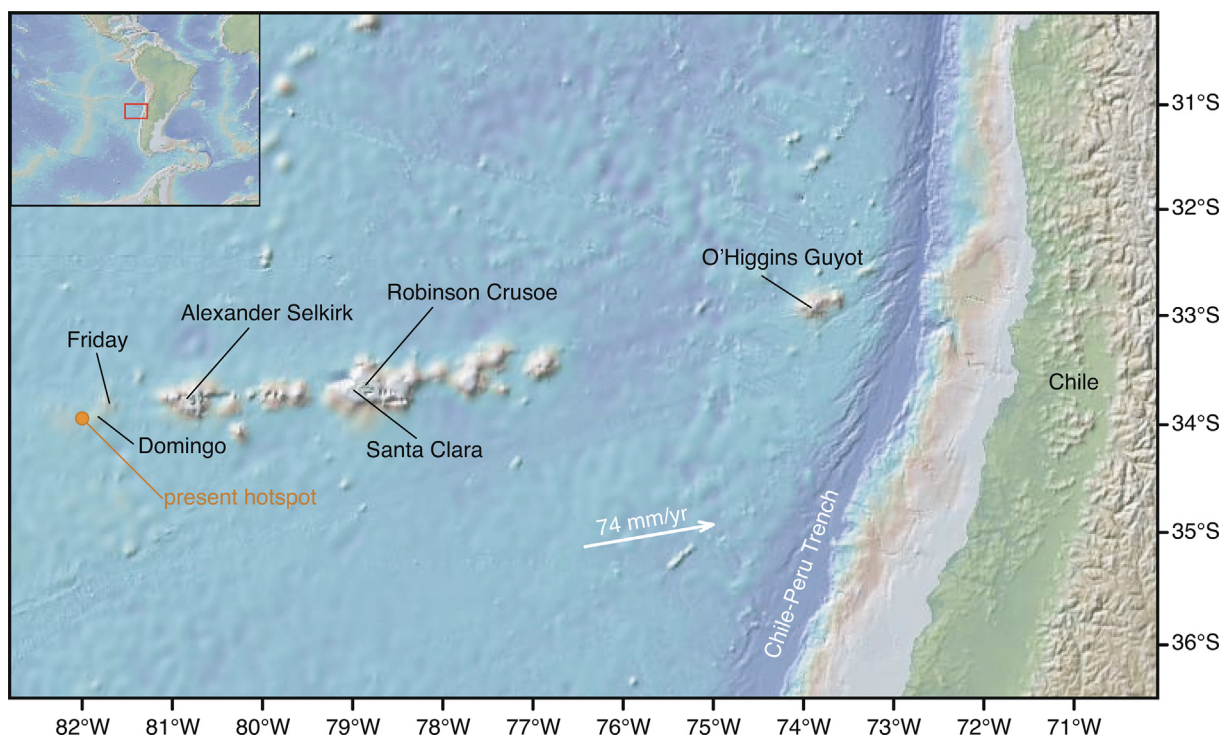 31°S
32°S
O'Higgins Guyot
Robinson Crusoe
Alexander Selkirk
33°S
Friday
Chile
34°S
Domingo
Santa Clara
present hotspot
74 mm/yr
35°S
Chile-Peru Trench
36°S
82°W 81°W 80°W 79°W 78°W 77°W 76°W 75°W 74°W 73°W 72°W 71°W